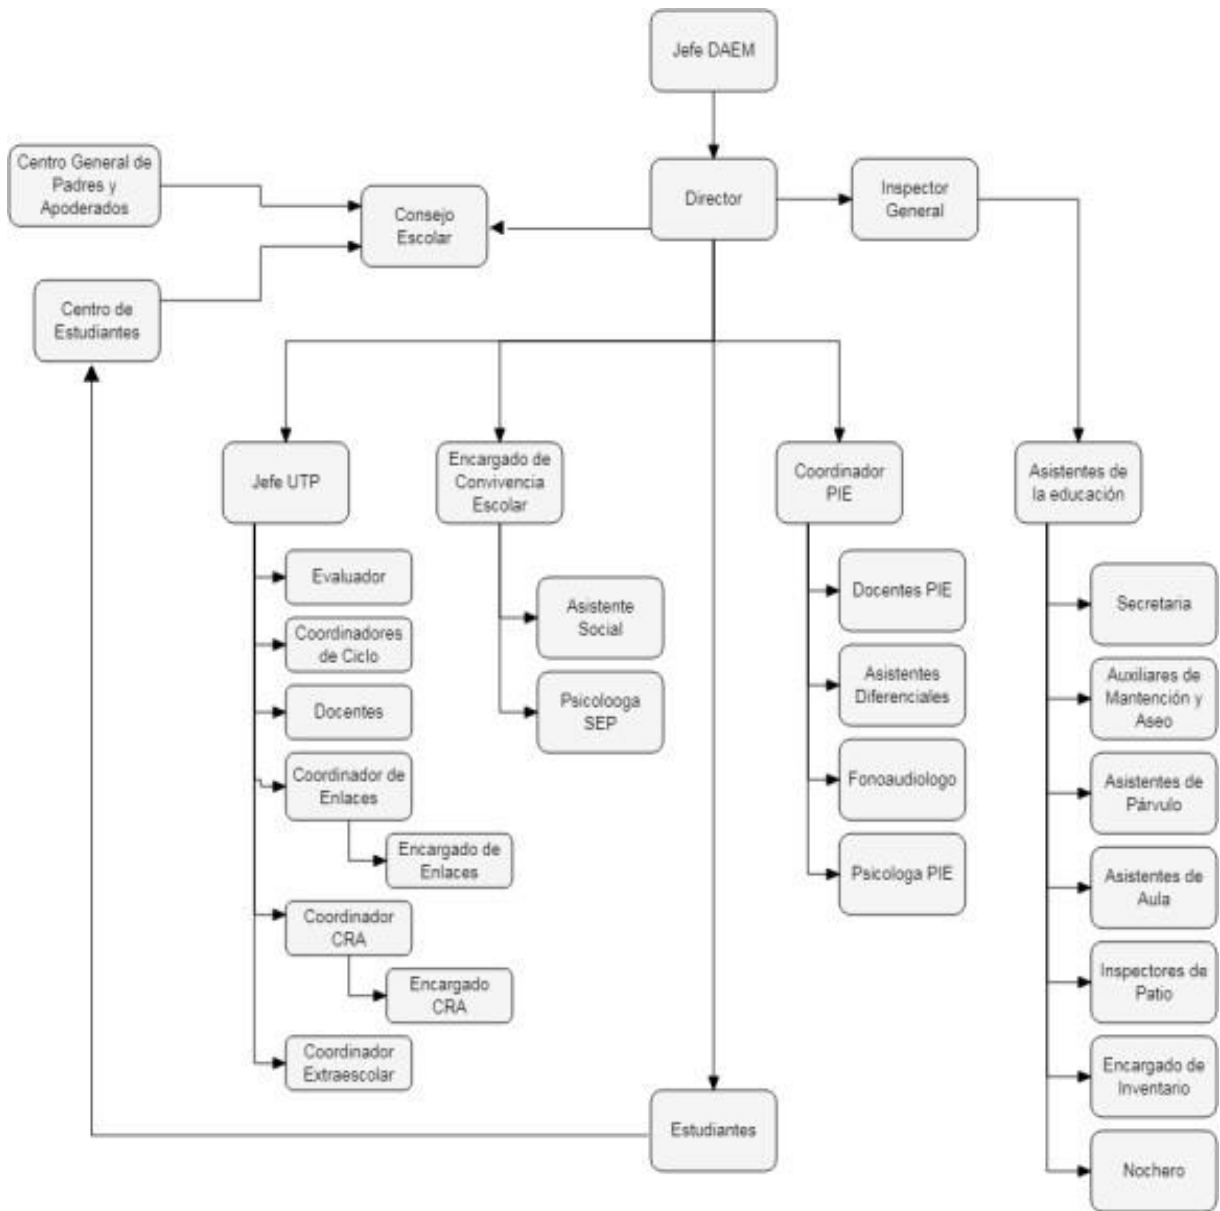 Jefe DAEM
Centro General de
Padres y
Apoderados
Consejo
Escolar
Director
Inspector
General
Centro de
Estudiantes
Jefe UTP
Encargado de
Convivencia
Escolar
Coordinador
PIE
Asistentes de
la educación
Evaluador
Coordinadores
de Ciclo
Docentes
Coordinador de
Enlaces
Encargado de
Enlaces
Coordinador
CRA
Encargado
CRA
Coordinador
Extraescolar
Asistente
Social
Psicolooga
SEP
Docentes PIE
Asistentes
Diferenciales
Fonoaudiologo
Psicologa PIE
Secretaria
Auxiliares de
Mantención y
Aseo
Asistentes de
Párvulo
Asistentes de
Aula
Inspectores de
Patio
Encargado de
Inventario
Nochero
Estudiantes